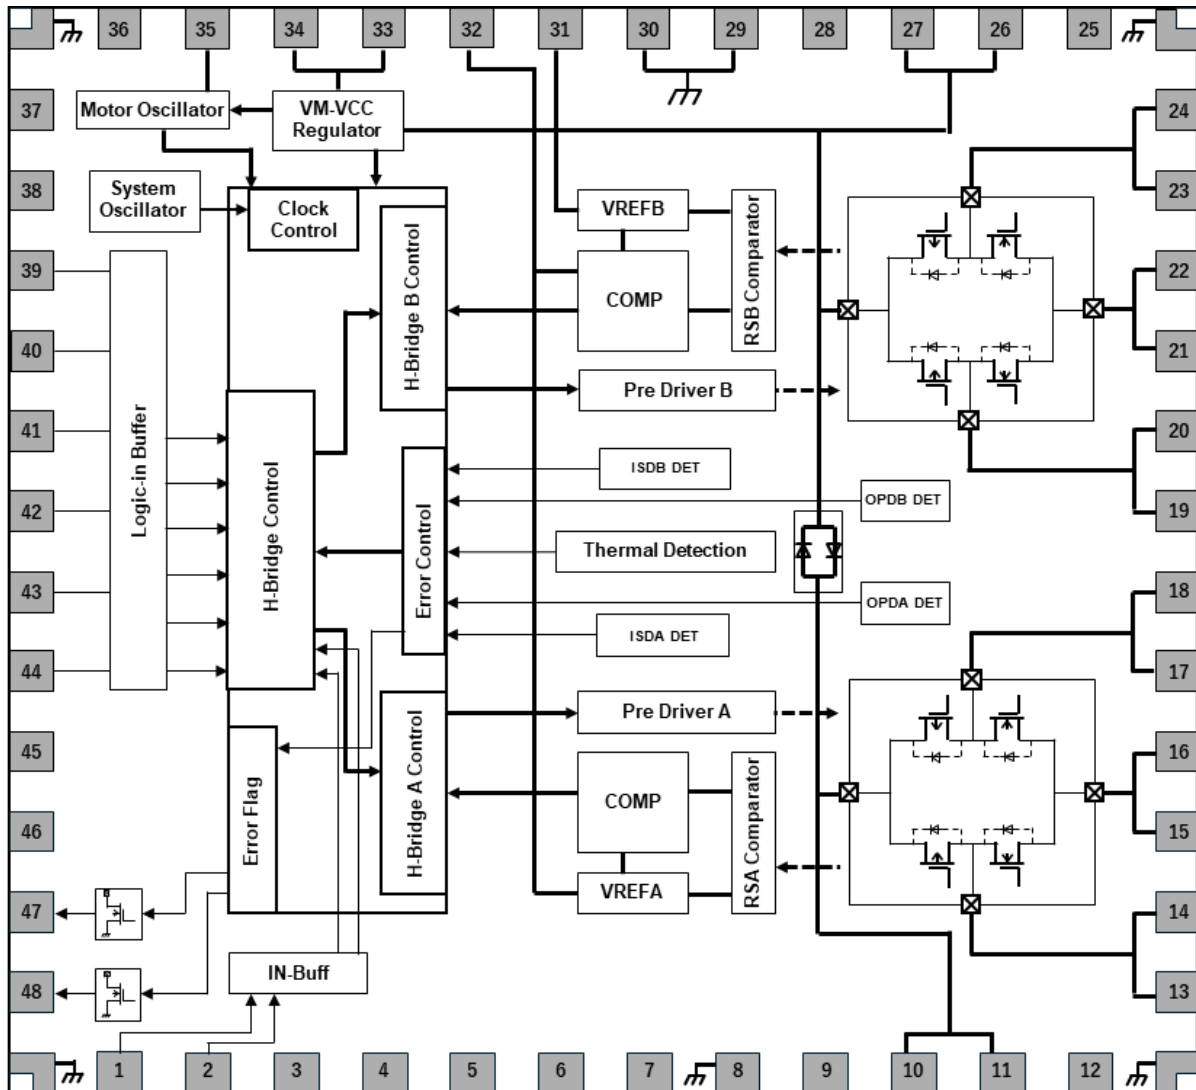 36
35
34
33
32
31
30
29
28
27
26
25
37
Motor Oscillator
VM-VCC
Regulator
24
38
System
Oscillator
Clock
Control
VREFB
23
39
COMP
RSB Comparator
H-Bridge B Control
22
40
21
Pre Driver B
41
Logic-in Buffer
H-Bridge Control
Error Control
ISDB DET
20
OPDB DET
42
19
Thermal Detection
43
OPDA DET
18
ISDA DET
44
17
Pre Driver A
45
Error Flag
H-Bridge A Control
COMP
RSA Comparator
16
46
15
VREFA
47
14
48
IN-Buff
13
1
2
3
4
5
6
7
8
9
10
11
12